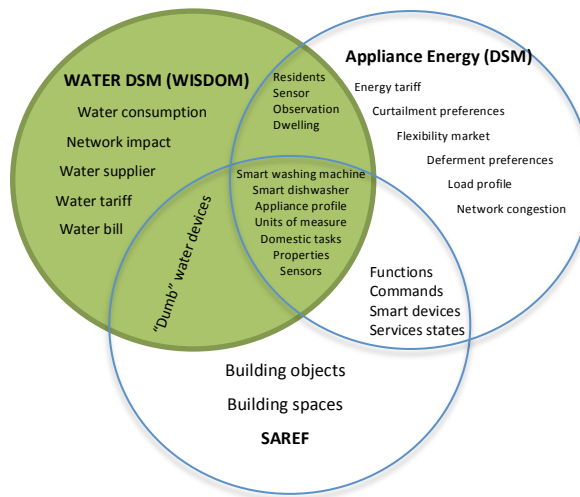 WATER DSM (WISDOM)
Water consumption
Network impact
Water supplier
Water tariff
Water bill
Residents
Sensor
Observation
Dwelling
Appliance Energy (DSM)
Energy tariff
Curtailment preferences
Flexibility market
Deferment preferences
Load profile
Network congestion
Smart washing machine
Smart dishwasher
Appliance profile
Units of measure
Domestic tasks
Properties
Sensors
"Dumb" water devices
Functions
Commands
Smart devices
Services states
Building objects
Building spaces
SAREF